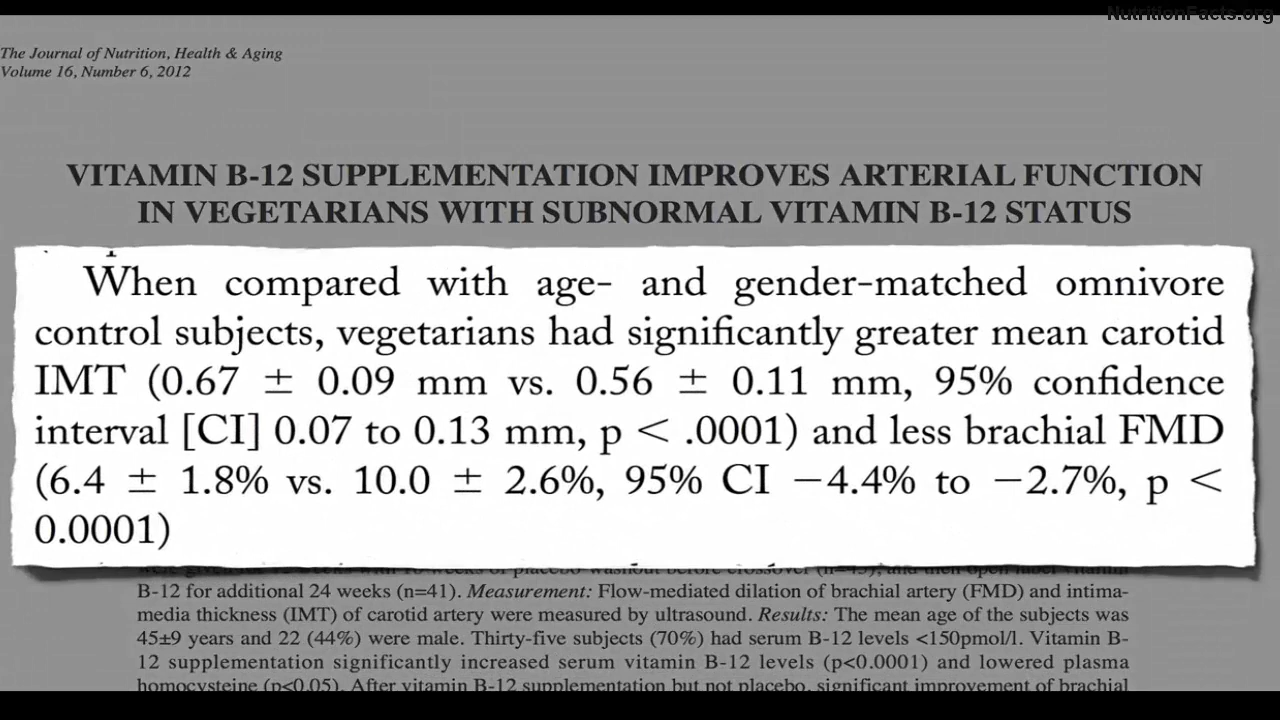 NutritionFacts.org
The Journal of Nutrition, Health & Aging
Volume 16, Number 6, 2012
VITAMIN B-12 SUPPLEMENTATION IMPROVES ARTERIAL FUNCTION
IN VEGETARIANS WITH SUBNORMAL VITAMIN B-12 STATUS
When compared with age- and gender-matched omnivore
control subjects, vegetarians had significantly greater mean carotid
IMT (0.67 ± 0.09 mm vs. 0.56 ± 0.11 mm, 95% confidence
interval [CI] 0.07 to 0.13 mm, p < .0001) and less brachial FMD
(6.4 ± 1.8% vs. 10.0 ± 2.6%, 95% CI −4.4% to −2.7%, p <
0.0001)
B-12 for additional 24 weeks (n=41). Measurement: Flow-mediated dilation of brachial artery (FMD) and intima-
media thickness (IMT) of carotid artery were measured by ultrasound. Results: The mean age of the subjects was
45±9 years and 22 (44%) were male. Thirty-five subjects (70%) had serum B-12 levels <150pmol/l. Vitamin B-
12 supplementation significantly increased serum vitamin B-12 levels (p<0.0001) and lowered plasma
homocysteine (p<0.05). After vitamin B-12 supplementation but not placebo, significant improvement of brachial